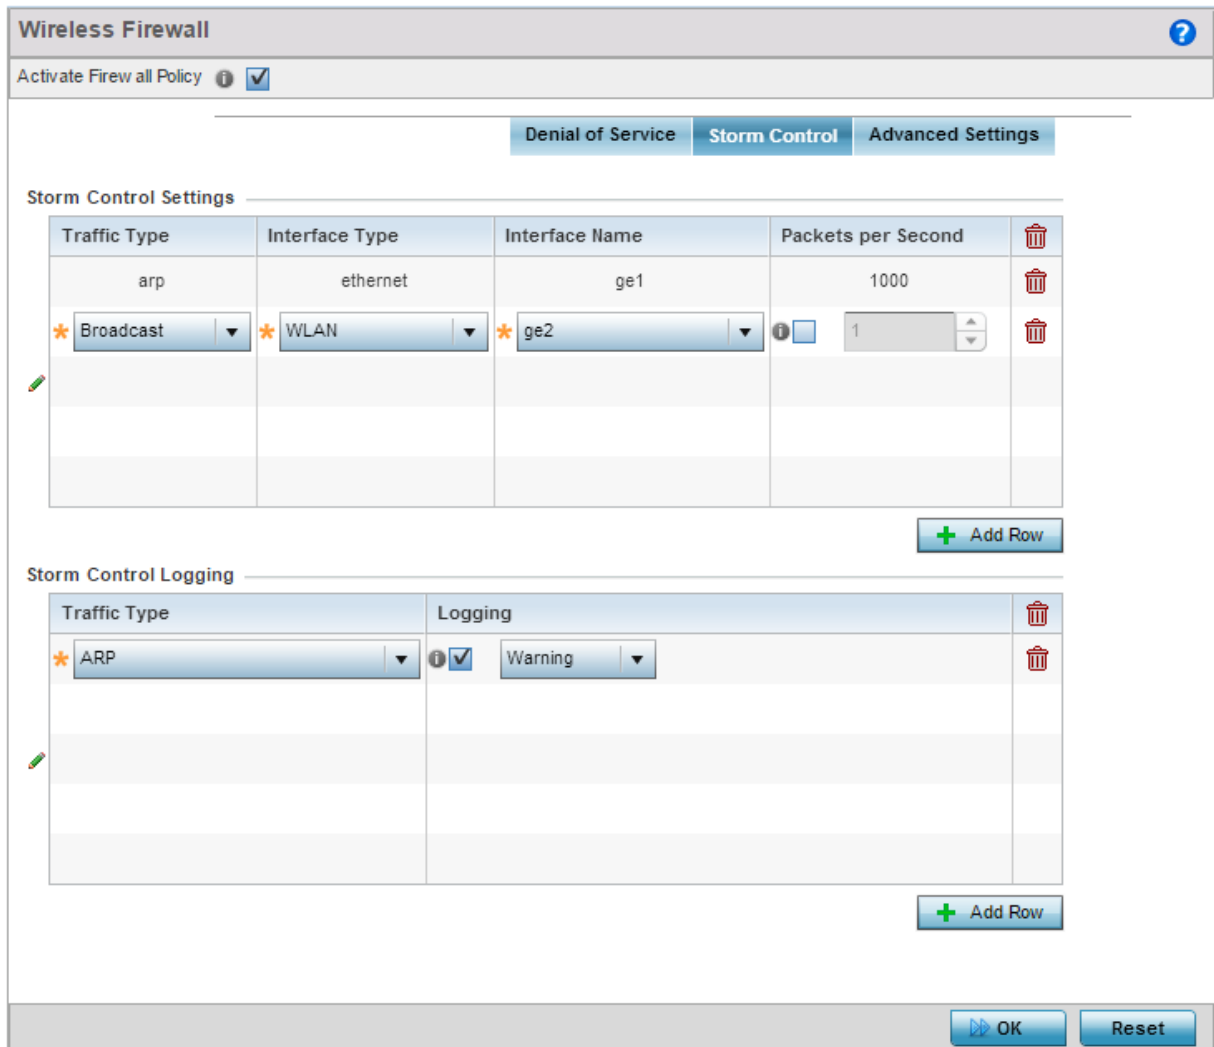 Wireless Firewall ?
Activate Firewall Policy i
Denial of Service Storm Control Advanced Settings
Storm Control Settings
Traffic Type Interface Type Interface Name Packets per Second
arp ethernet ge1 1000
* Broadcast * WLAN * ge2 i 1
+ Add Row
Storm Control Logging
Traffic Type Logging
* ARP i Warning
+ Add Row
OK Reset